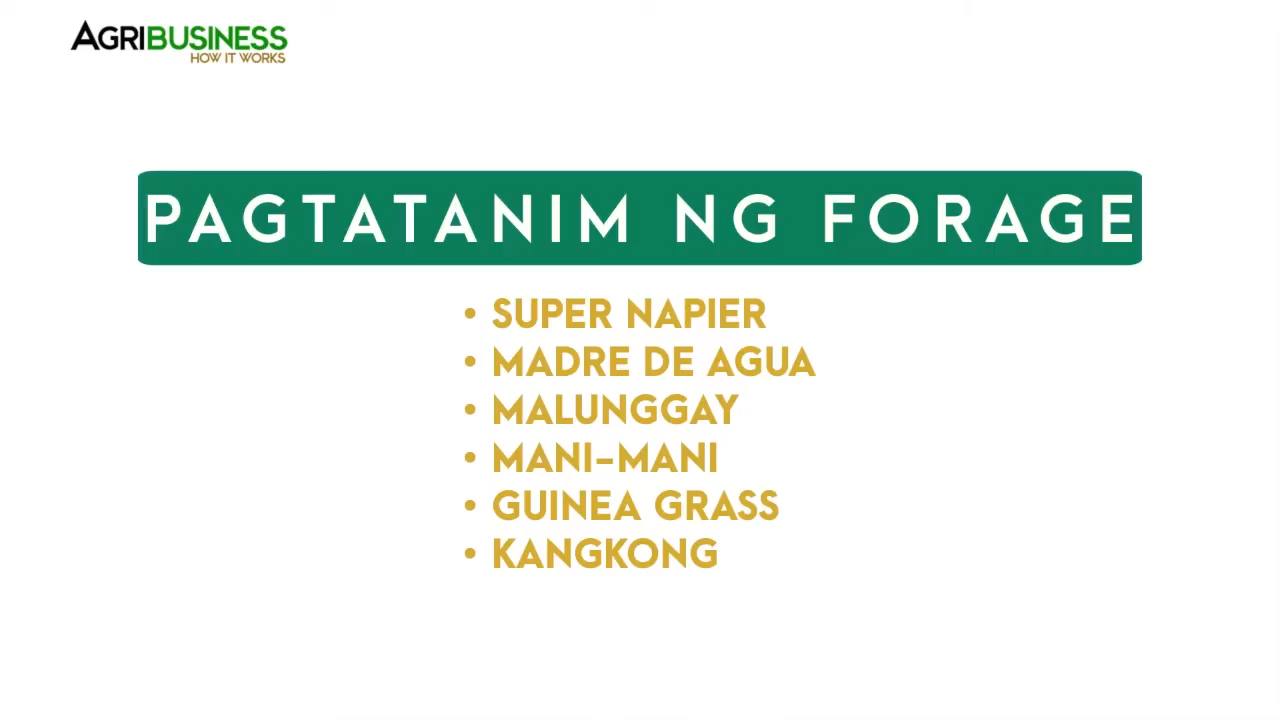 AGRIBUSINESS
HOW IT WORKS
PAGTATANIM NG FORAGE
• SUPER NAPIER
• MADRE DE AGUA
• MALUNGGAY
• MANI-MANI
• GUINEA GRASS
• KANGKONG